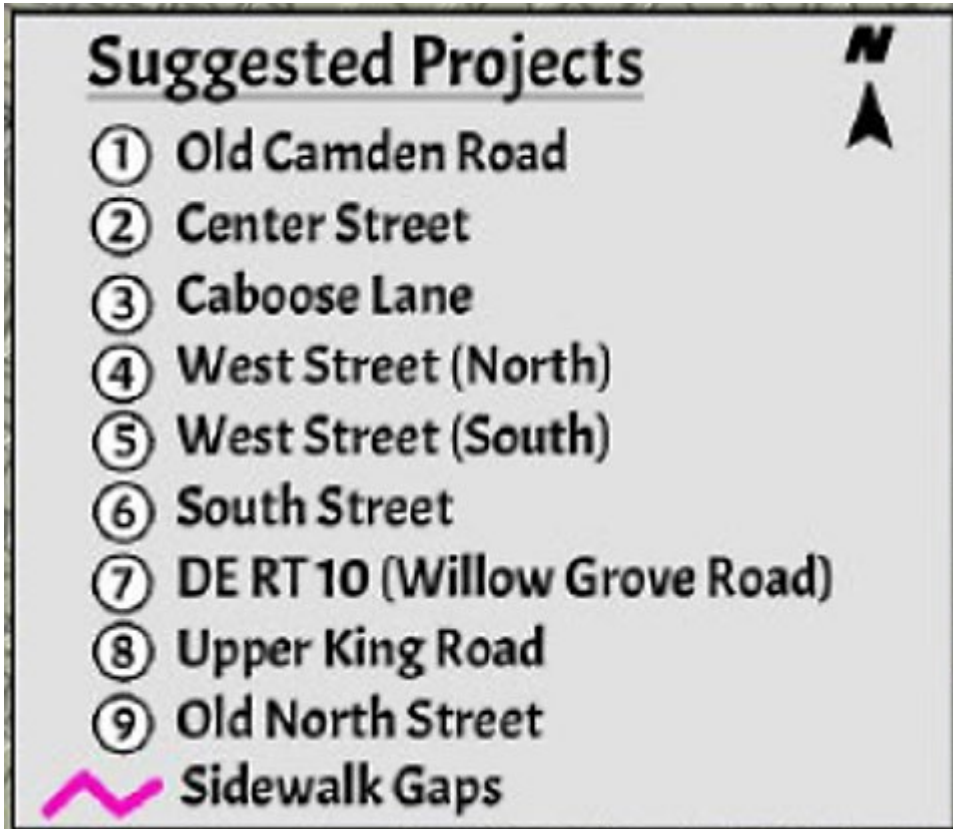 Suggested Projects
N
1 Old Camden Road
2 Center Street
3 Caboose Lane
4 West Street (North)
5 West Street (South)
6 South Street
7 DE RT 10 (Willow Grove Road)
8 Upper King Road
9 Old North Street
Sidewalk Gaps